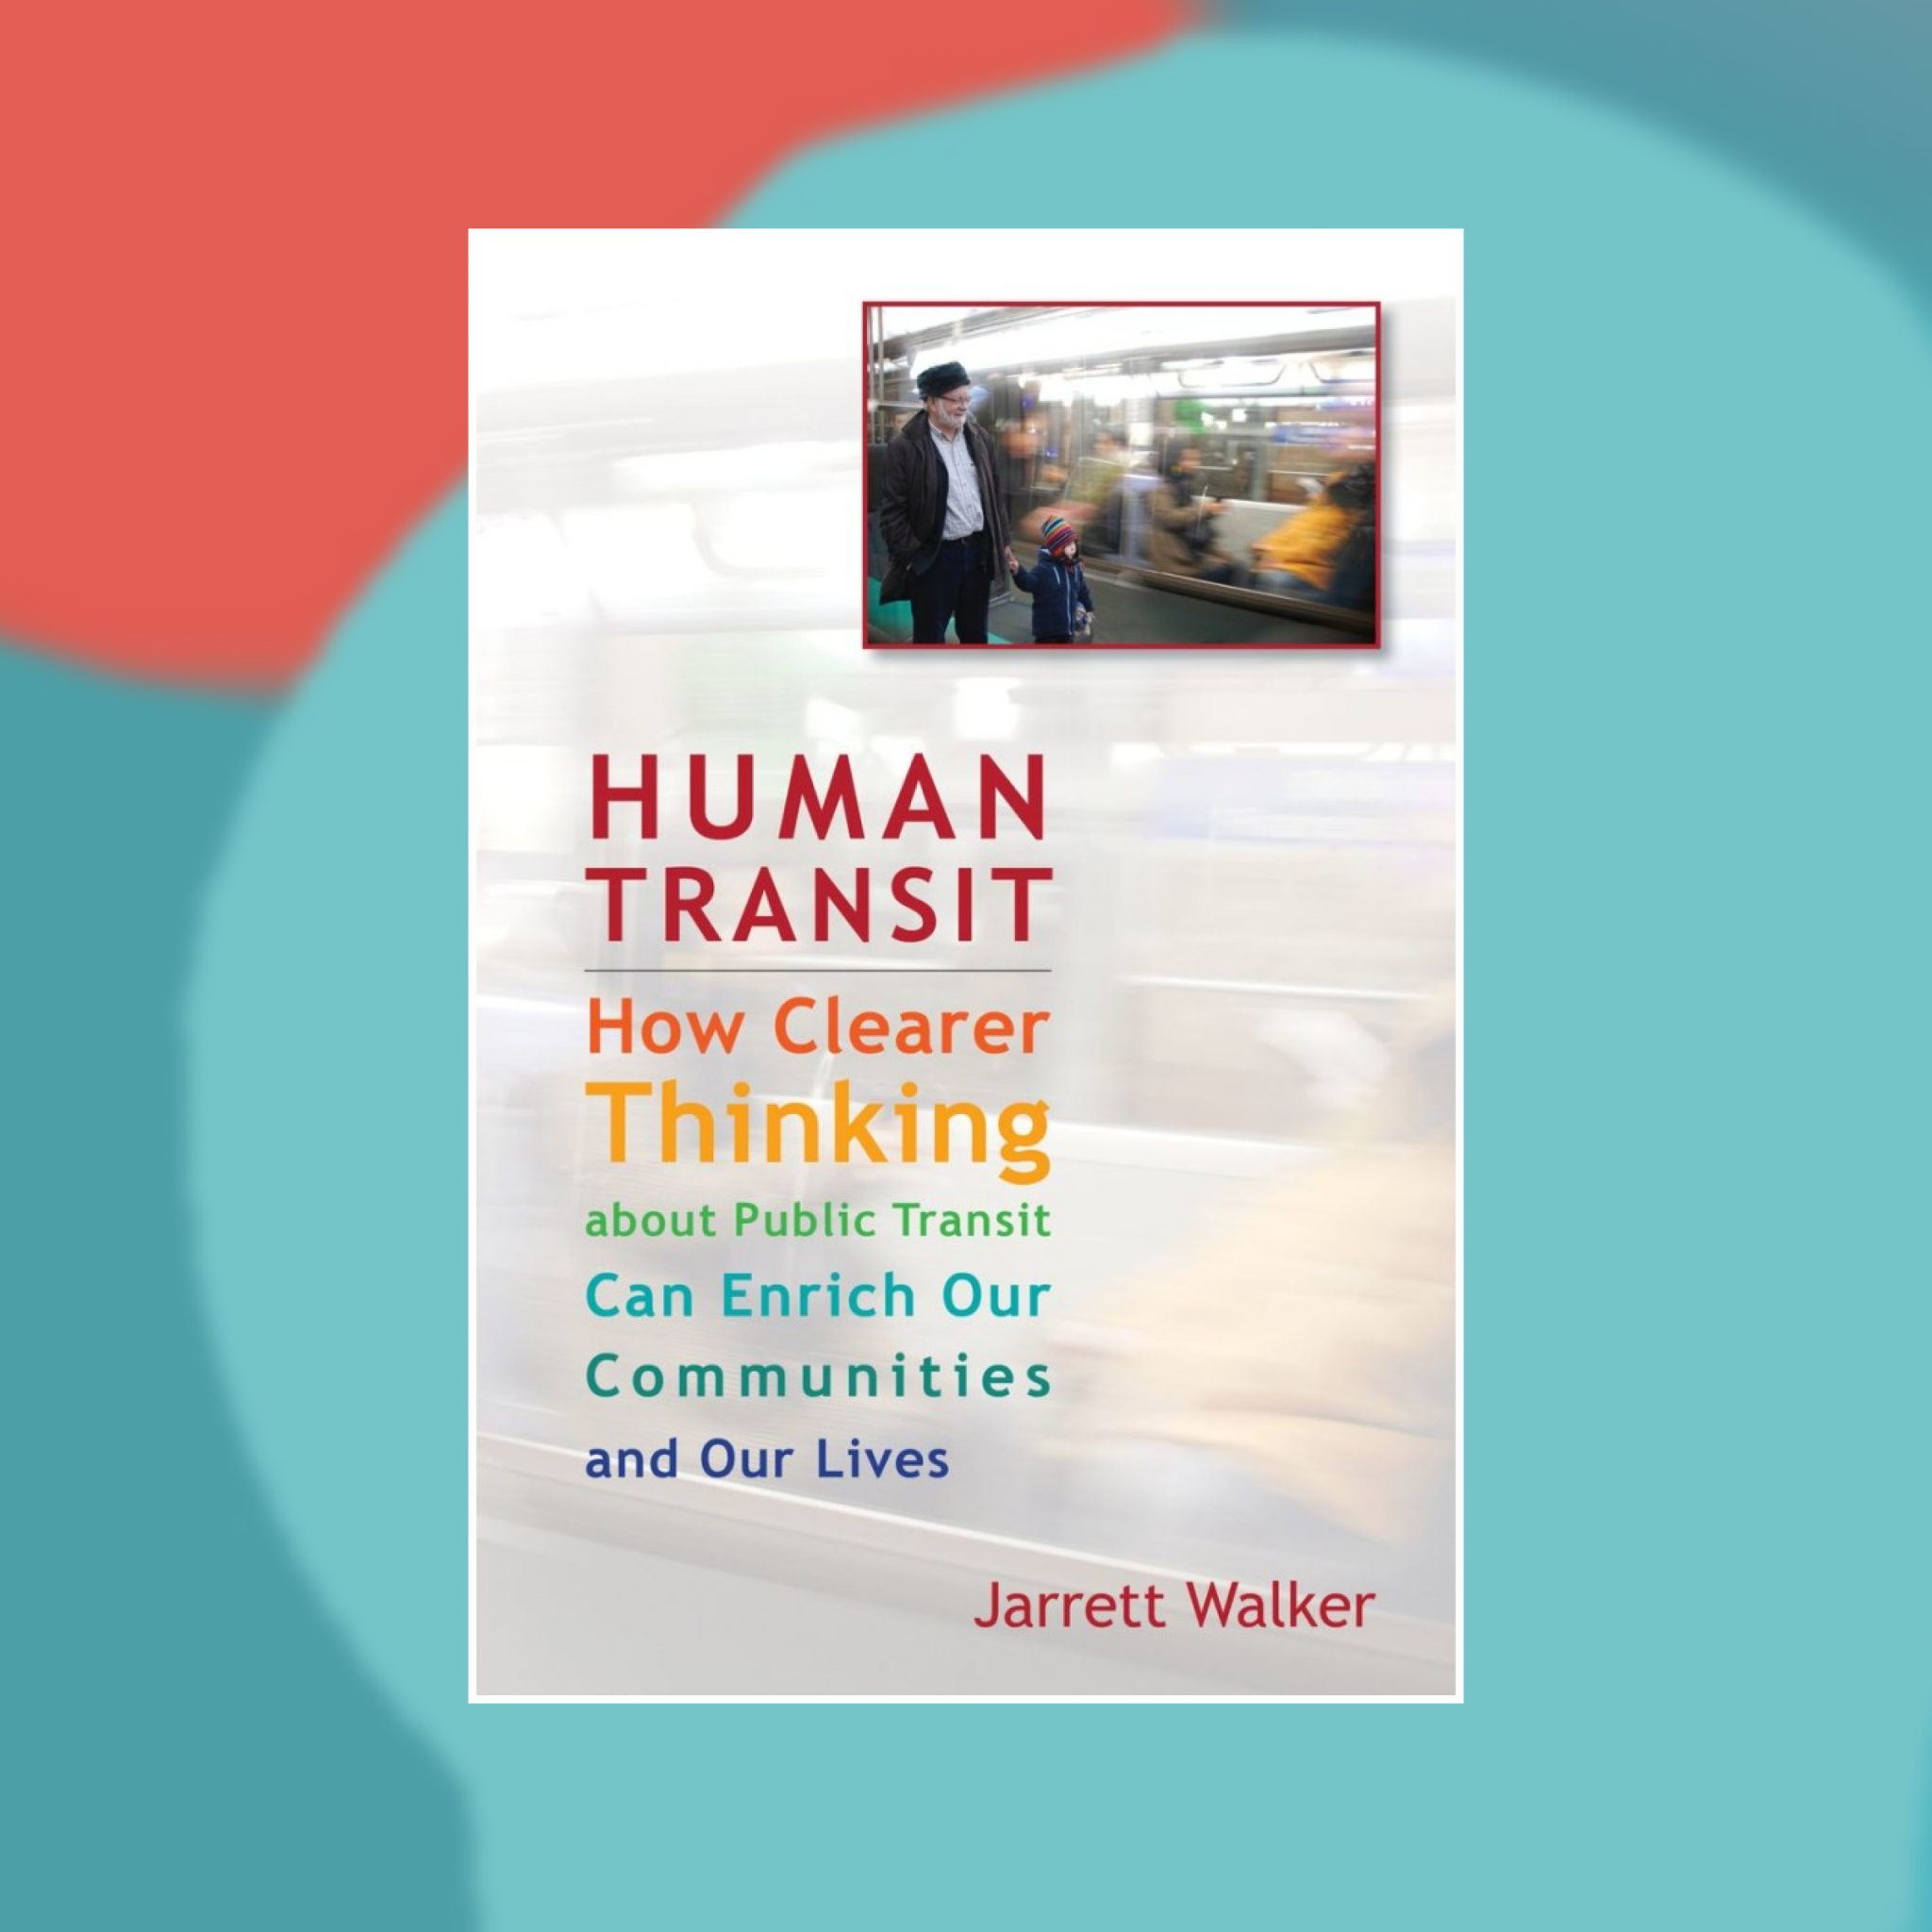 HUMAN
TRANSIT
How Clearer
Thinking
about Public Transit
Can Enrich Our
Communities
and Our Lives
Jarrett Walker